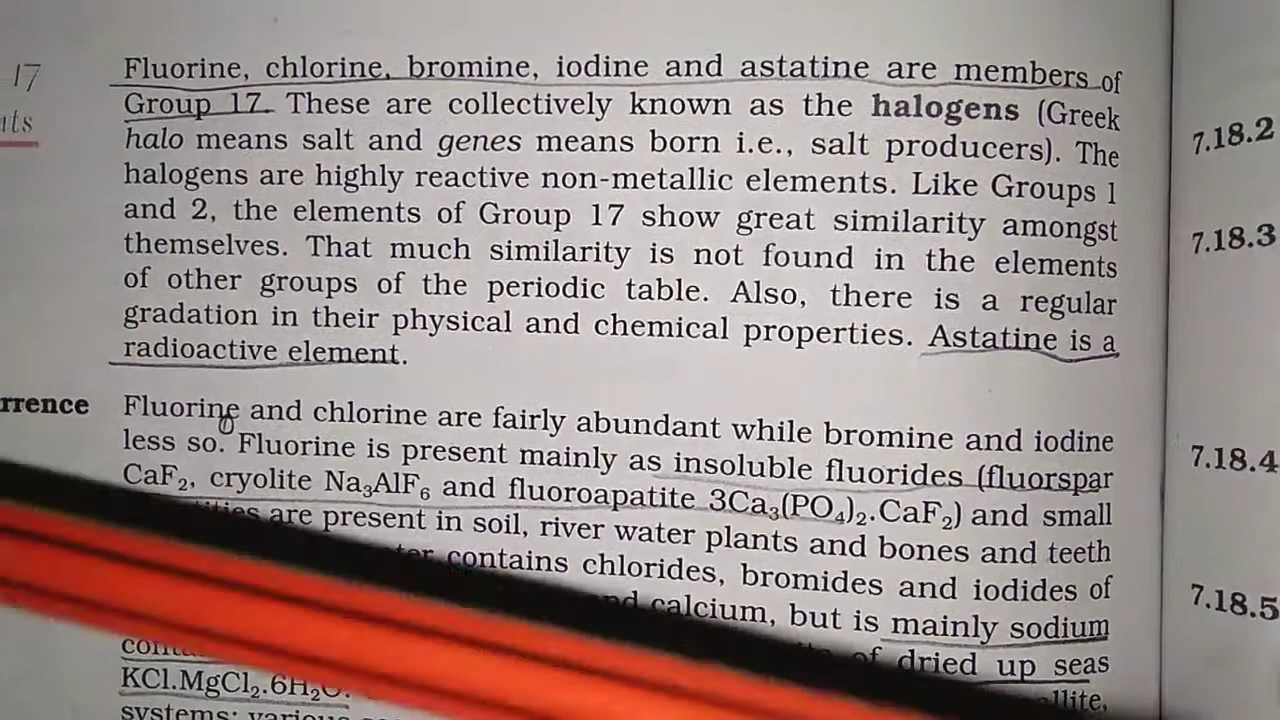 17
Fluorine, chlorine, bromine, iodine and astatine are members of
Group 17. These are collectively known as the halogens (Greek
halo means salt and genes means born i.e., salt producers). The
halogens are highly reactive non-metallic elements. Like Groups 1
and 2, the elements of Group 17 show great similarity amongst
themselves. That much similarity is not found in the elements
of other groups of the periodic table. Also, there is a regular
gradation in their physical and chemical properties. Astatine is a
radioactive element.
rrence
Fluorine and chlorine are fairly abundant while bromine and iodine
less so. Fluorine is present mainly as insoluble fluorides (fluorspar
CaF₂, cryolite Na₃AlF₆ and fluoroapatite 3Ca₃(PO₄)₂.CaF₂) and small
are present in soil, river water plants and bones and teeth
contains chlorides, bromides and iodides of
calcium, but is mainly sodium
of dried up seas
KCl.MgCl₂.6H₂O.
systems; various
7.18.2
7.18.3
7.18.4
7.18.5